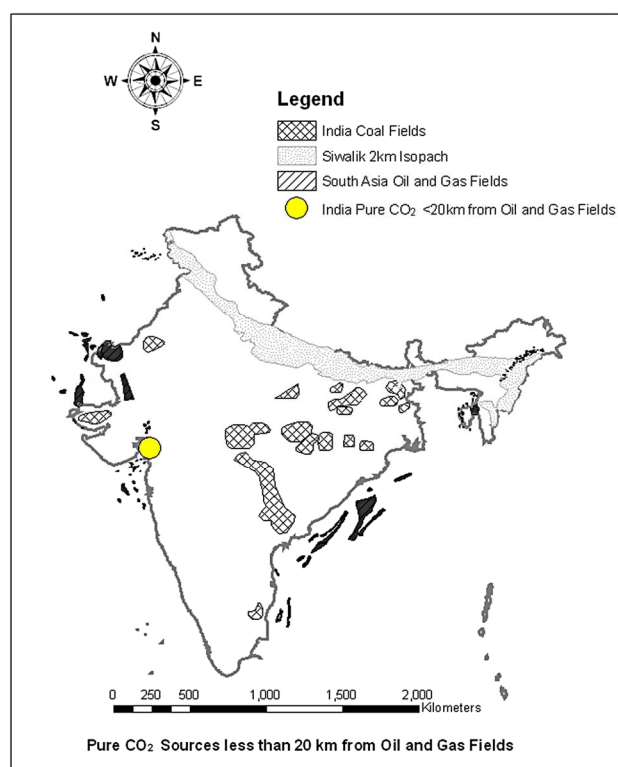 N
W E
S
Legend
India Coal Fields
Siwalik 2km Isopach
South Asia Oil and Gas Fields
India Pure CO₂ <20km from Oil and Gas Fields
0 250 500 1,000 1,500 2,000
Kilometers
Pure CO₂ Sources less than 20 km from Oil and Gas Fields